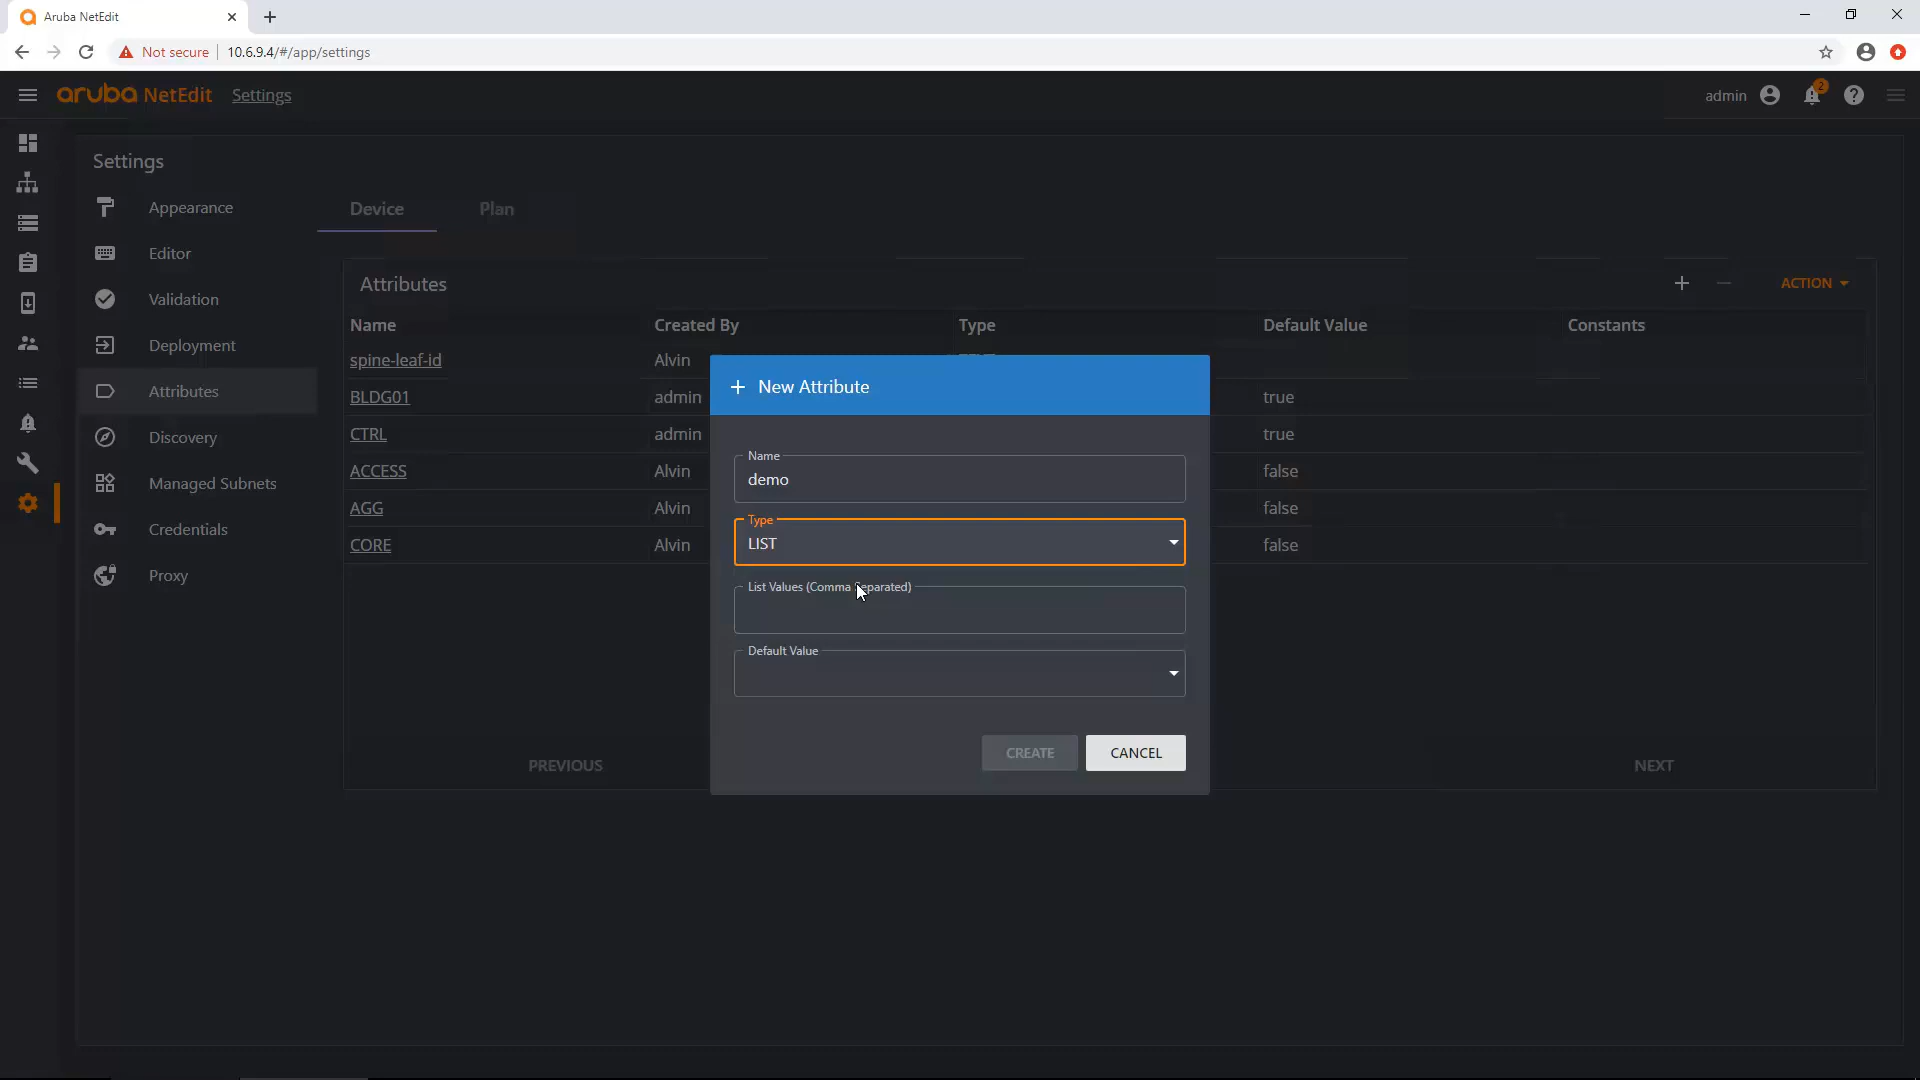 Aruba NetEdit
Not secure
10.6.9.4/#/app/settings
aruba NetEdit
Settings
admin
2
Settings
Appearance
Editor
Validation
Deployment
Attributes
Discovery
Managed Subnets
Credentials
Proxy
Device
Plan
Attributes
ACTION
Name
Created By
Type
Default Value
Constants
spine-leaf-id
Alvin
BLDG01
admin
true
CTRL
admin
true
ACCESS
Alvin
false
AGG
Alvin
false
CORE
Alvin
false
PREVIOUS
NEXT
New Attribute
Name
demo
Type
LIST
List Values (Comma Separated)
Default Value
CREATE
CANCEL